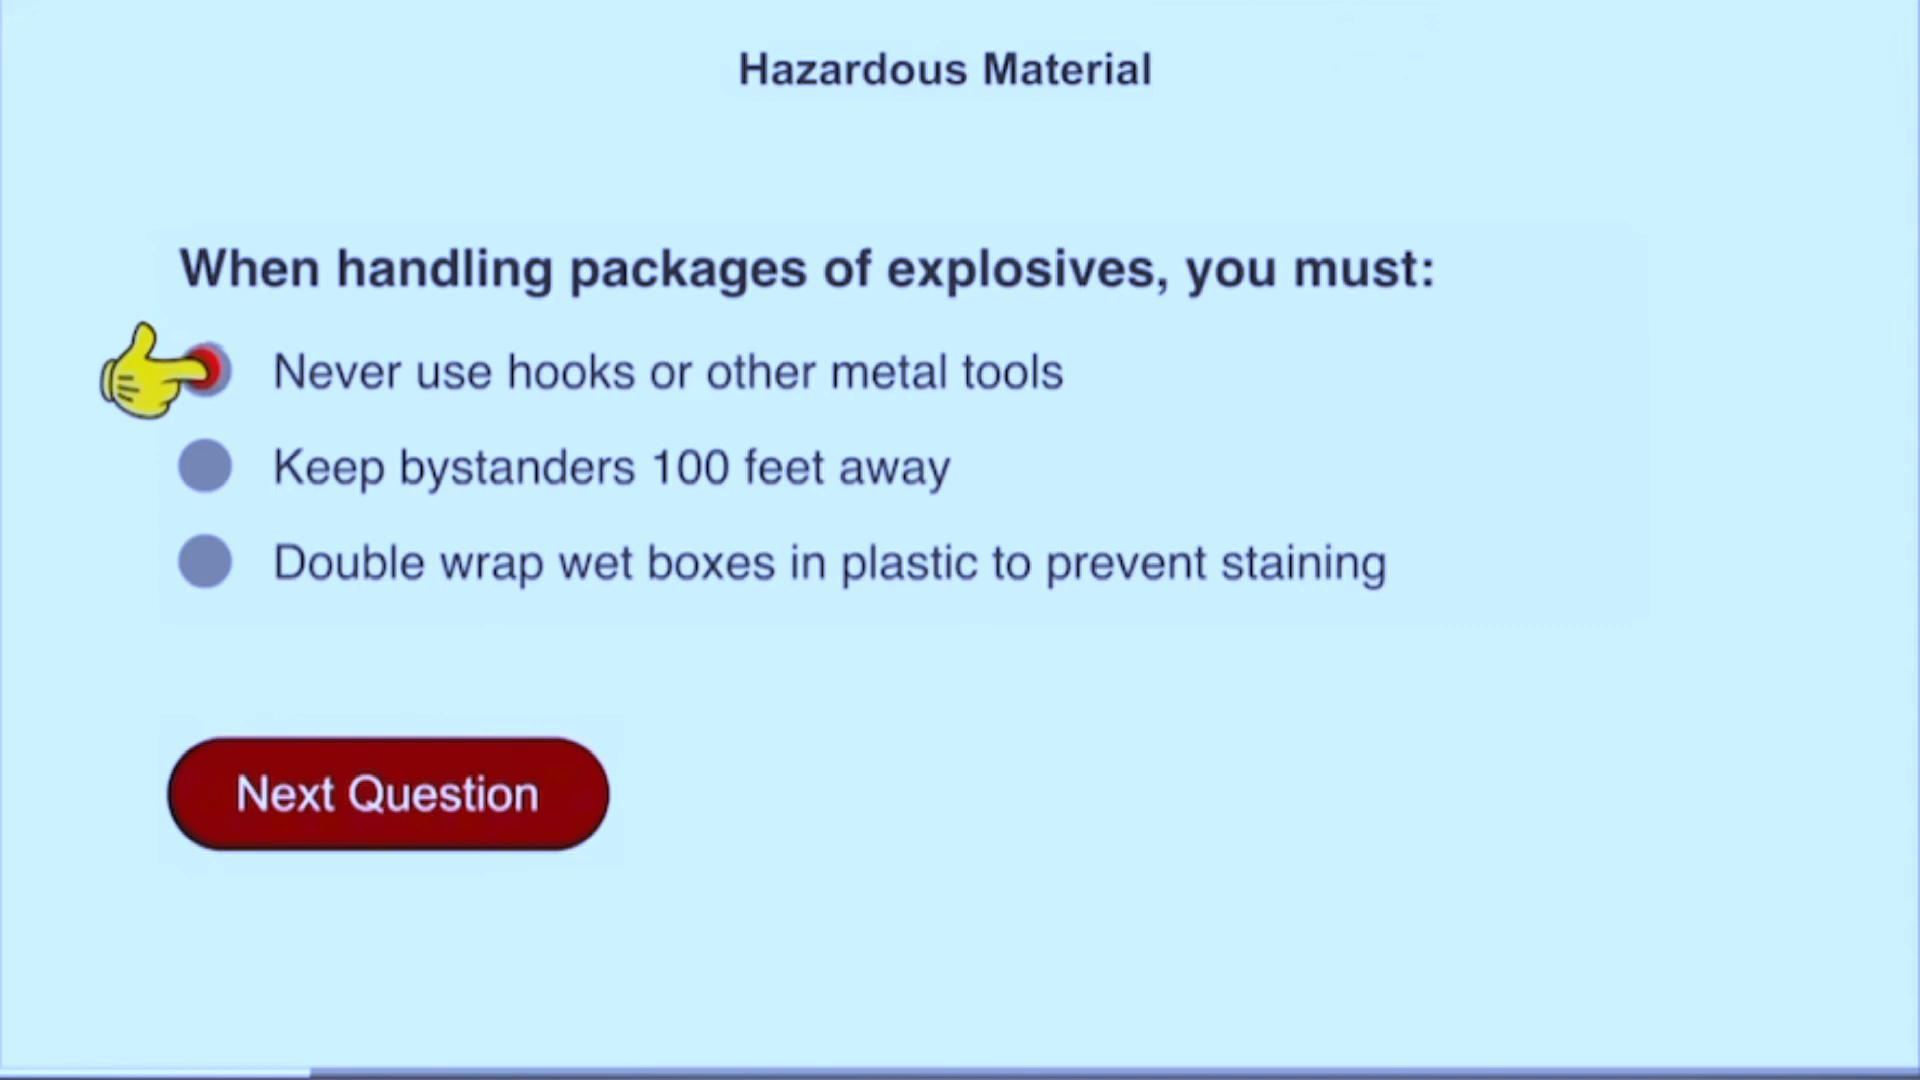 Hazardous Material
When handling packages of explosives, you must:
Never use hooks or other metal tools
Keep bystanders 100 feet away
Double wrap wet boxes in plastic to prevent staining
Next Question